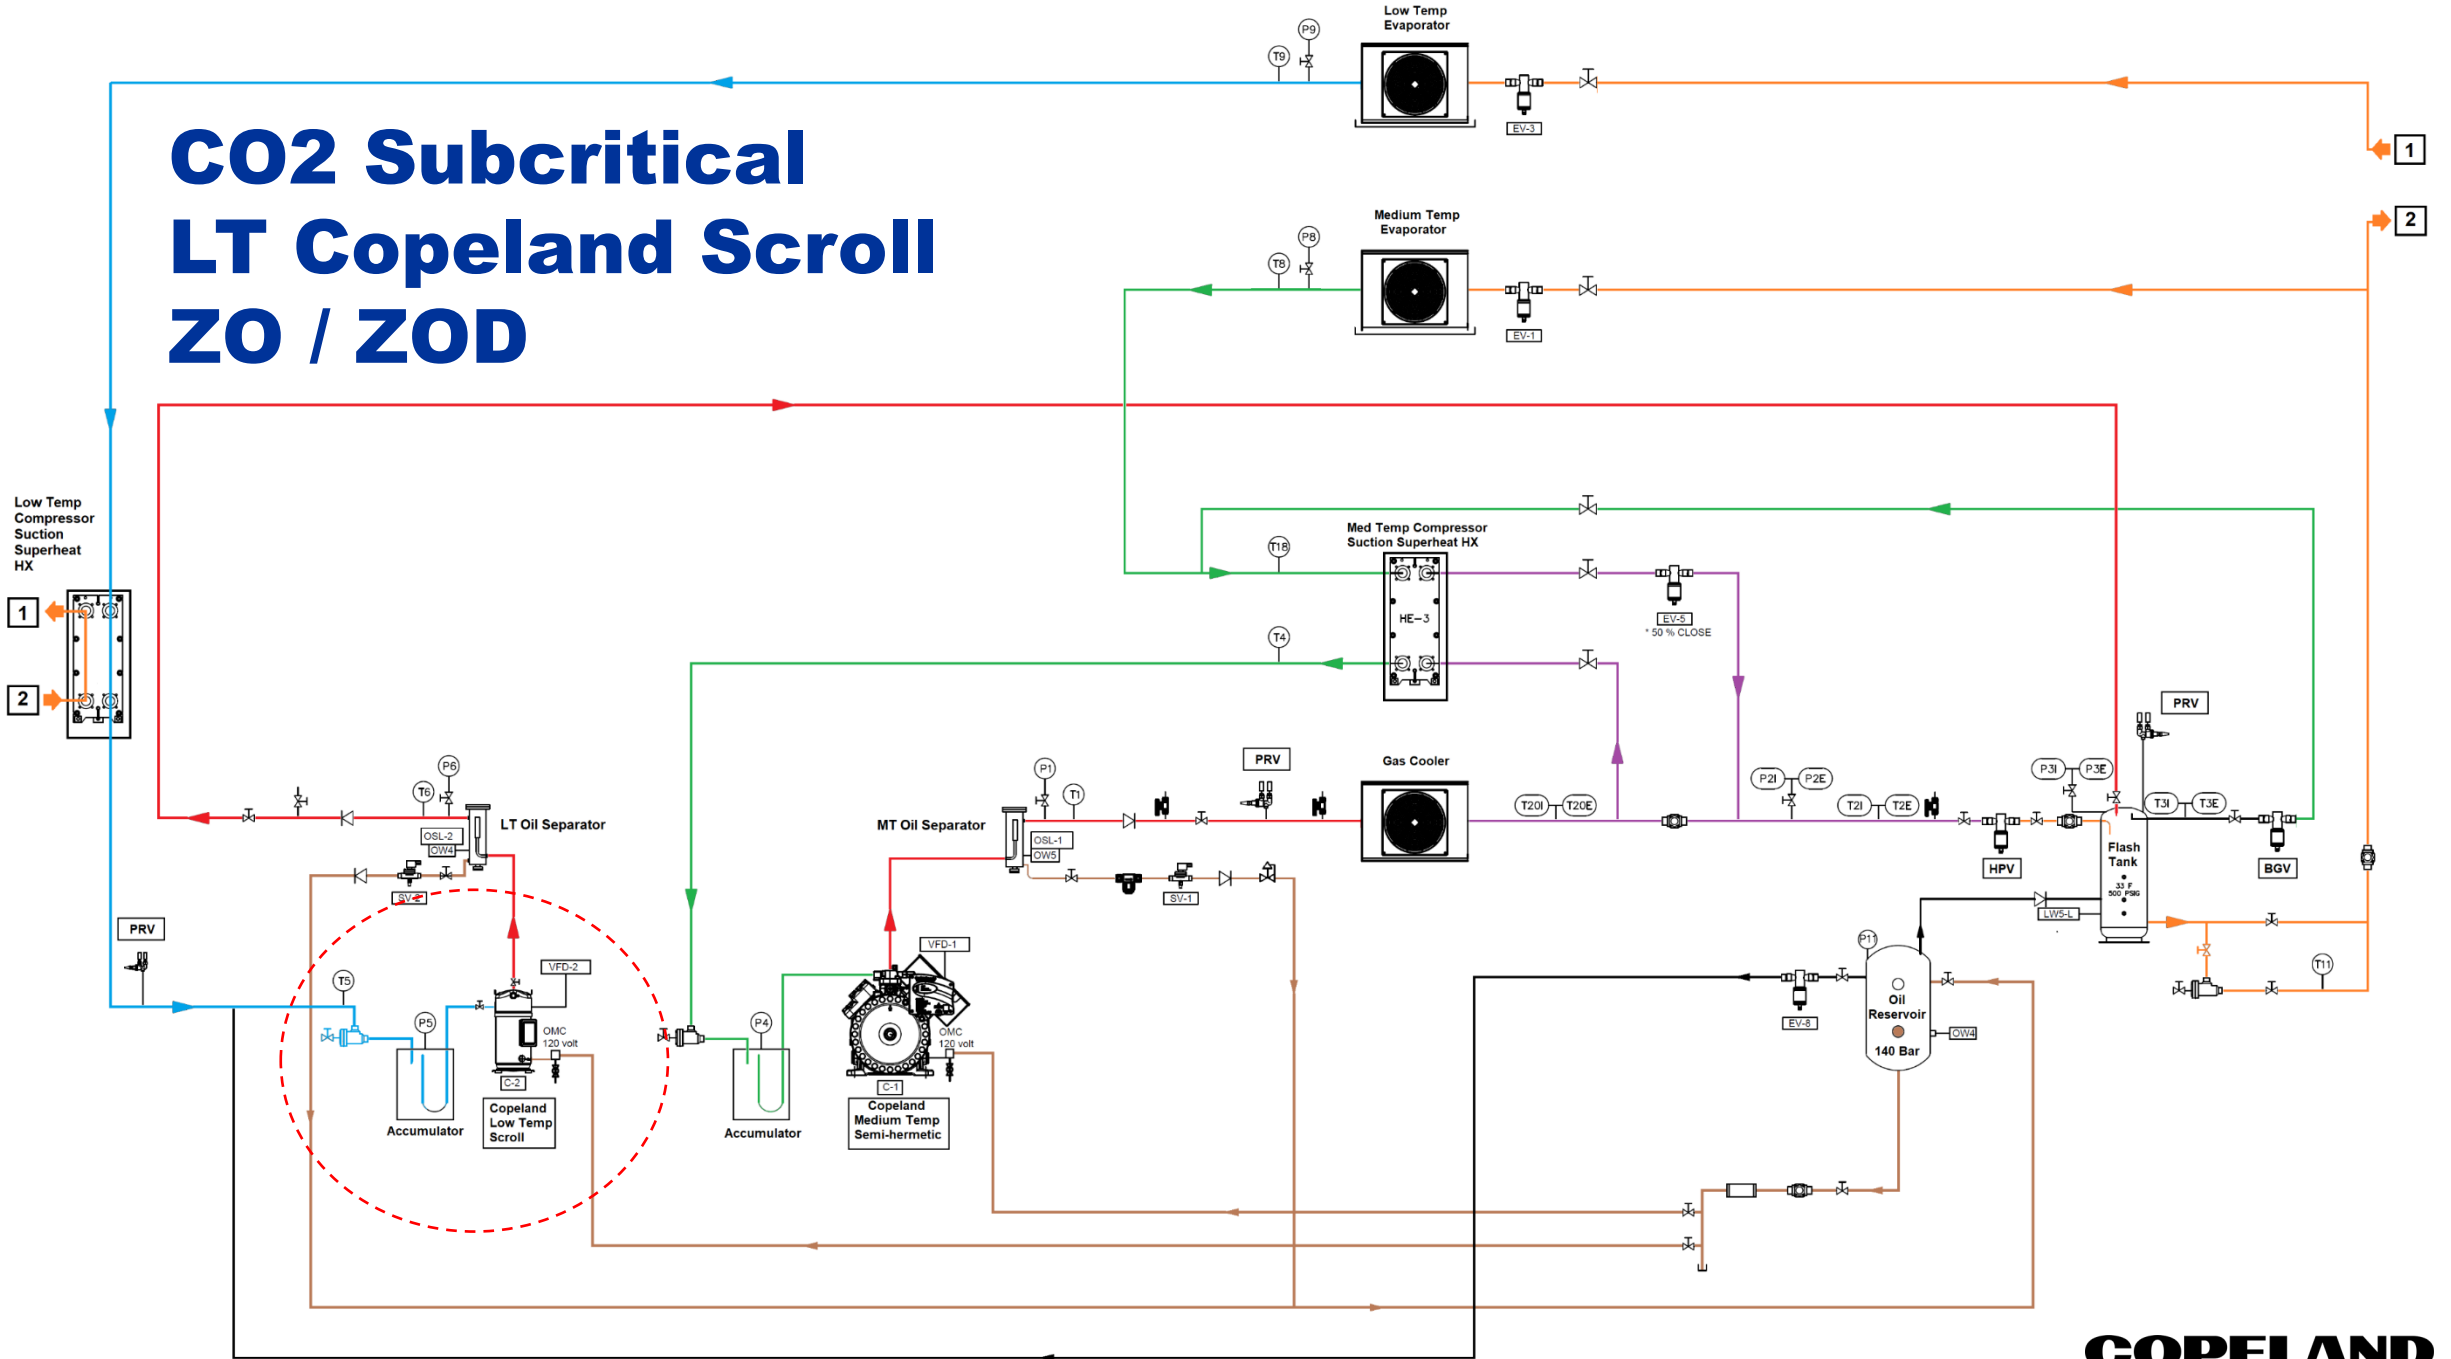 Low Temp
Evaporator
P9
T9
EV-3
1
CO2 Subcritical
LT Copeland Scroll
ZO / ZOD
2
Medium Temp
Evaporator
P8
T8
EV-1
Low Temp
Compressor
Suction
Superheat
HX
1
2
Med Temp Compressor
Suction Superheat HX
T18
HE-3
EV-5
* 50 % CLOSE
T4
PRV
P6
T6
LT Oil Separator
OSL-2
OW4
SV-2
MT Oil Separator
P1
T1
OSL-1
OW5
SV-1
PRV
Gas Cooler
T20I
T20E
P2I
P2E
T2I
T2E
HPV
P3I
P3E
T3I
T3E
Flash
Tank
33 F
500 PSIG
LW5-L
BGV
PRV
T5
P5
VFD-2
OMC
120 volt
C-2
Accumulator
Copeland
Low Temp
Scroll
P4
Accumulator
VFD-1
OMC
120 volt
C-1
Copeland
Medium Temp
Semi-hermetic
EV-8
P11
Oil
Reservoir
140 Bar
OW4
T11
COPELAND